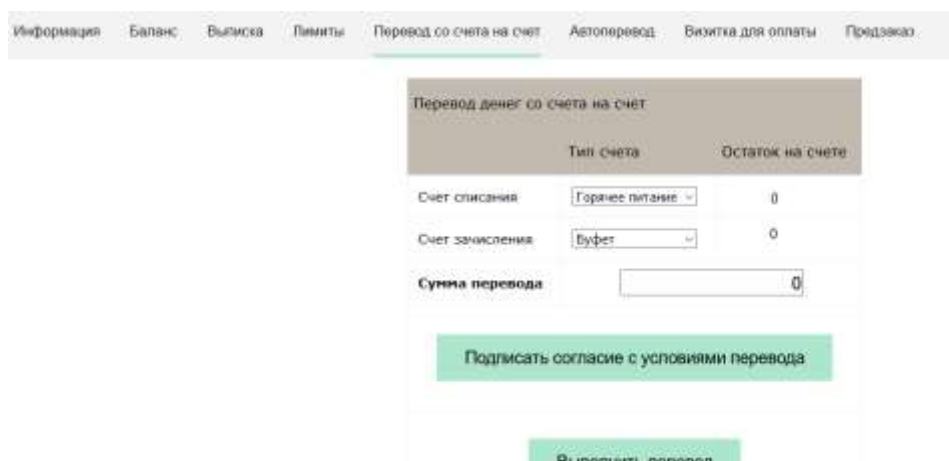 Информация Баланс Выписка Лимиты Перевод со счета на счет Автоперевод Визитка для оплаты Предзаказ
Перевод денег со счета на счет
Тип счета Остаток на счете
Счет списания Горячее питание 0
Счет зачисления Буфет 0
Сумма перевода 0
Подписать согласие с условиями перевода
Выполнить перевод